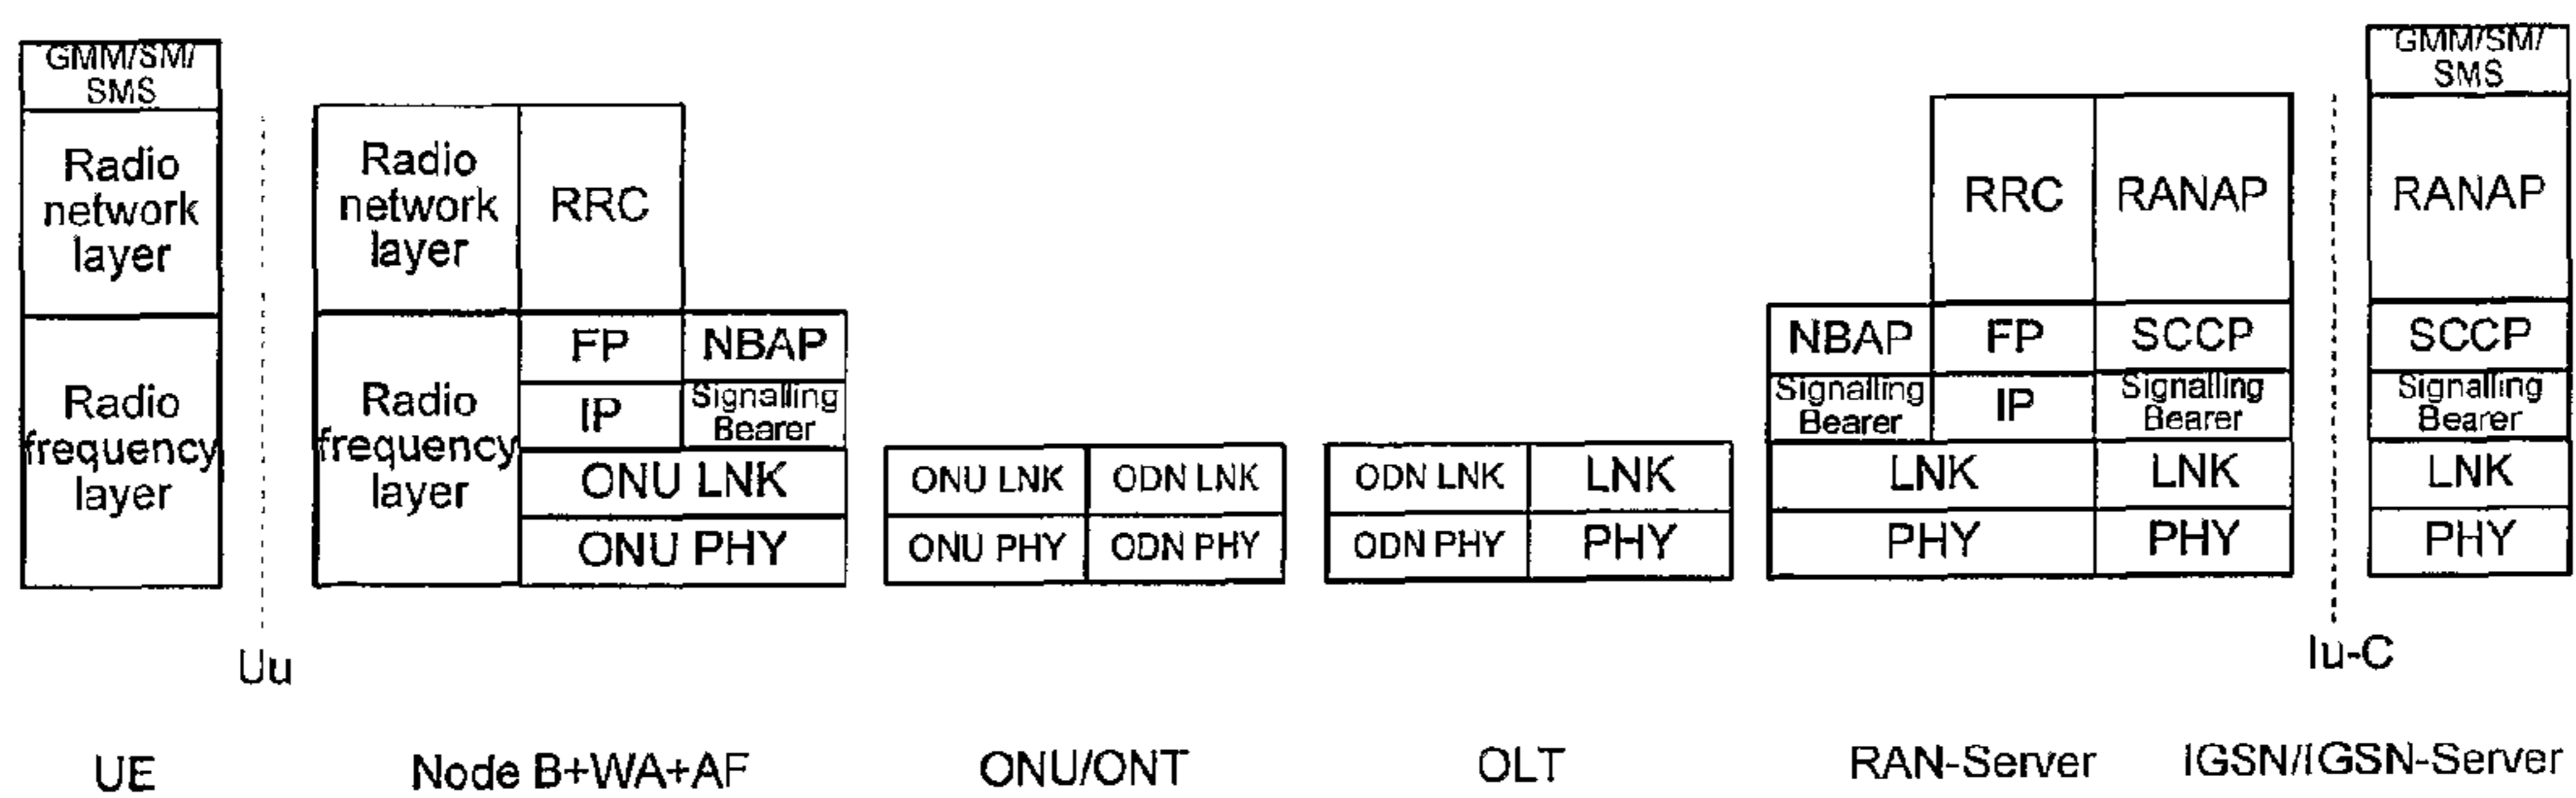 GMM/SM/
SMS
Radio
network
layer
Radio
frequency
layer
Uu
UE
Radio
network
layer
RRC
Radio
frequency
layer
FP
NBAP
IP
Signalling
Bearer
ONU LNK
ONU PHY
Node B+WA+AF
ONU LNK
ODN LNK
ONU PHY
ODN PHY
ONU/ONT
ODN LNK
LNK
ODN PHY
PHY
OLT
RRC
RANAP
NBAP
FP
SCCP
Signalling
Bearer
IP
Signalling
Bearer
LNK
LNK
PHY
PHY
RAN-Server
Iu-C
GMM/SM/
SMS
RANAP
SCCP
Signalling
Bearer
LNK
PHY
IGSN/IGSN-Server